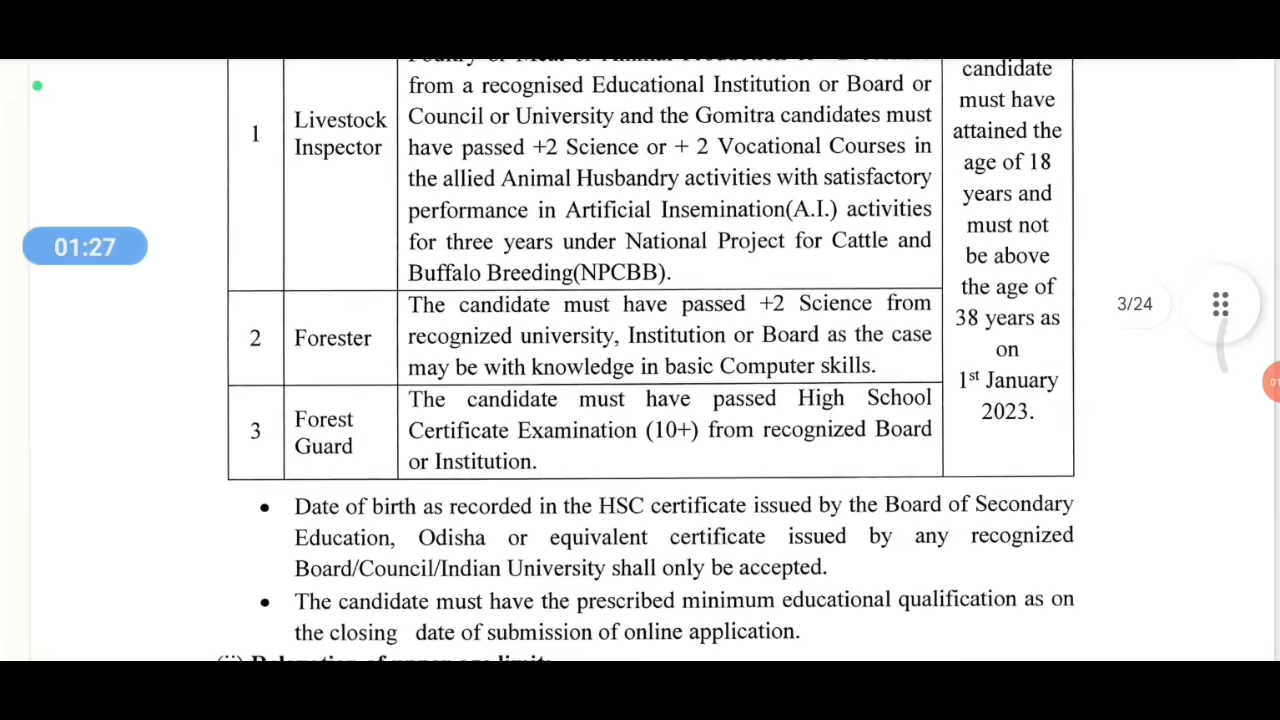 from a recognised Educational Institution or Board or
Council or University and the Gomitra candidates must
have passed +2 Science or + 2 Vocational Courses in
the allied Animal Husbandry activities with satisfactory
performance in Artificial Insemination(A.I.) activities
for three years under National Project for Cattle and
Buffalo Breeding(NPCBB).
1
Livestock
Inspector
candidate
must have
attained the
age of 18
years and
must not
be above
the age of
38 years as
on
1st January
2023.
2
Forester
The candidate must have passed +2 Science from
recognized university, Institution or Board as the case
may be with knowledge in basic Computer skills.
3
Forest
Guard
The candidate must have passed High School
Certificate Examination (10+) from recognized Board
or Institution.
• Date of birth as recorded in the HSC certificate issued by the Board of Secondary
Education, Odisha or equivalent certificate issued by any recognized
Board/Council/Indian University shall only be accepted.
• The candidate must have the prescribed minimum educational qualification as on
the closing date of submission of online application.
01:27
3/24